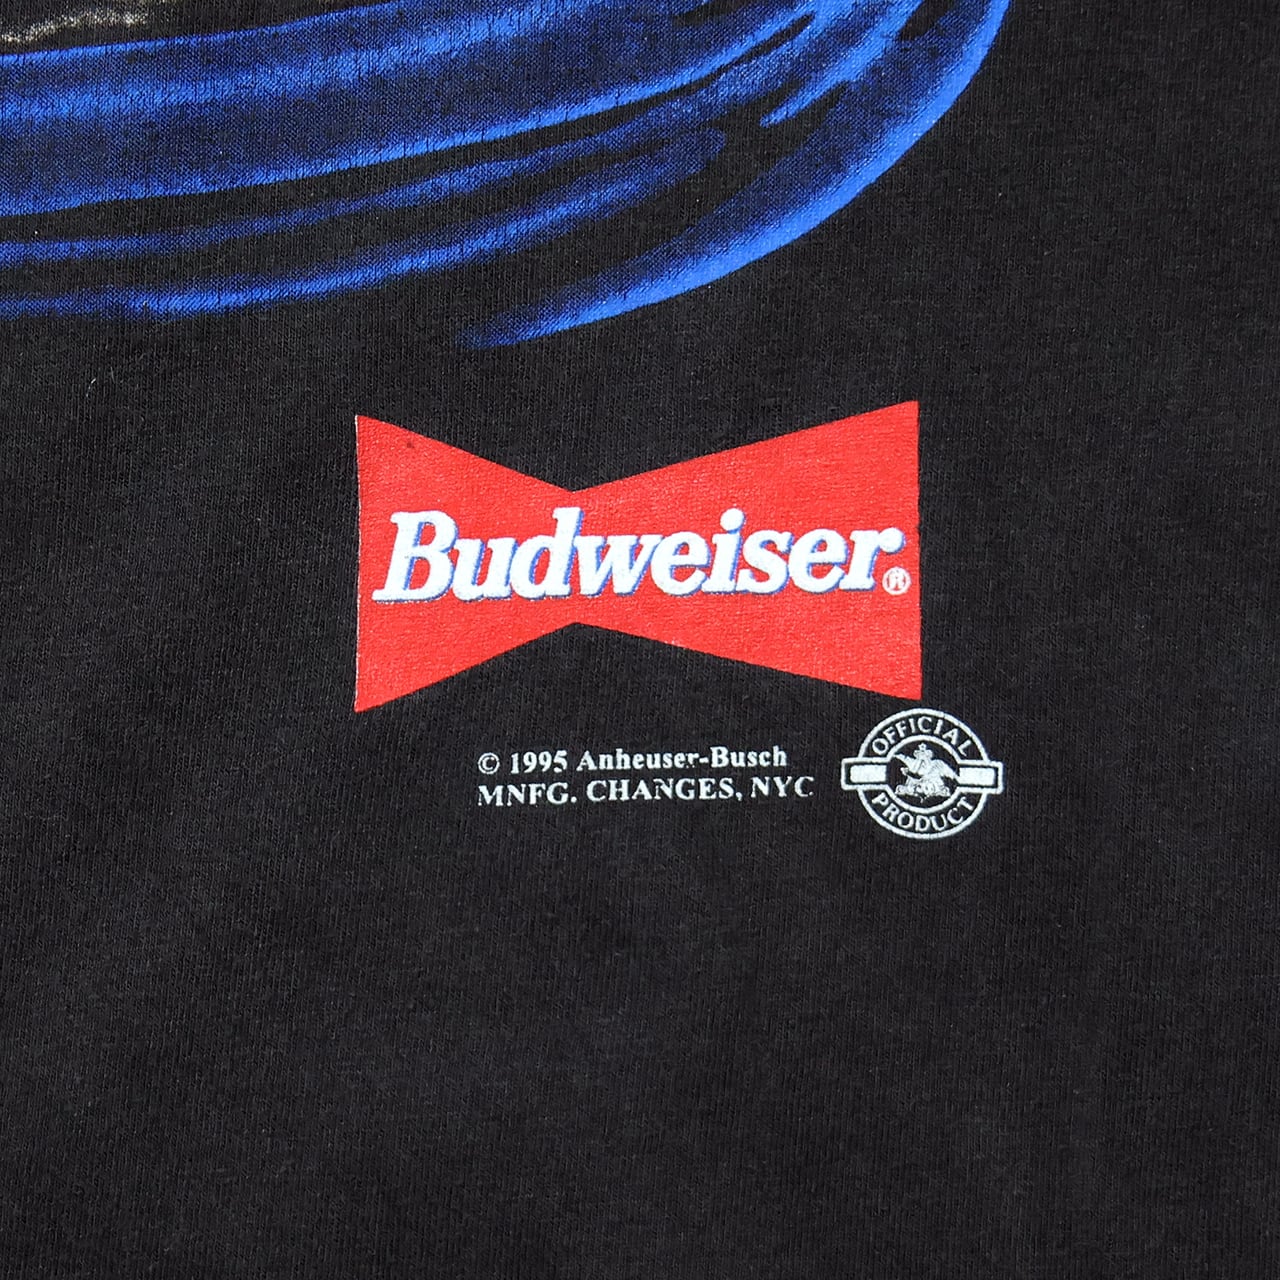 Budweiser®
© 1995 Anheuser-Busch
MNFG. CHANGES, NYC
OFFICIAL
PRODUCT